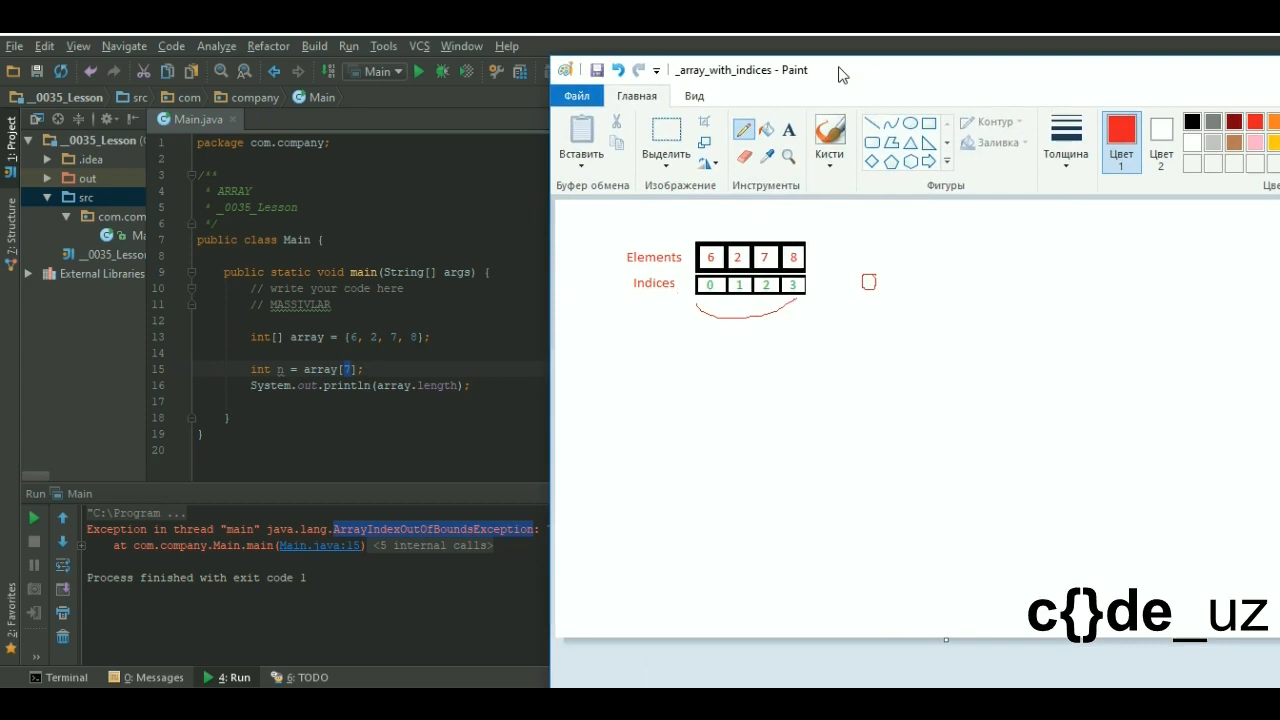 File Edit View Navigate Code Analyze Refactor Build Run Tools VCS Window Help
Main
__0035_Lesson src com company Main
1: Project
7: Structure
2: Favorites
__0035_Lesson (
.idea
out
src
com.com
Ma
__0035_Lesso
External Libraries
Main.java
1 package com.company;
2
3 /**
4 * ARRAY
5 * _0035_Lesson
6 */
7 public class Main {
8
9 public static void main(String[] args) {
10 // write your code here
11 // MASSIVLAR
12
13 int[] array = {6, 2, 7, 8};
14
15 int n = array[7];
16 System.out.println(array.length);
17
18 }
19 }
20
Run Main
"C:\Program ...
Exception in thread "main" java.lang.ArrayIndexOutOfBoundsException:
at com.company.Main.main(Main.java:15) <5 internal calls>
Process finished with exit code 1
Terminal 0: Messages 4: Run 6: TODO
_array_with_indices - Paint
Файл Главная Вид
Вставить
Буфер обмена
Выделить
Изображение
A
Инструменты
Кисти
Контур
Заливка
Фигуры
Толщина
Цвет 1
Цвет 2
Цве
Elements 6 2 7 8
Indices 0 1 2 3
c{}de_uz